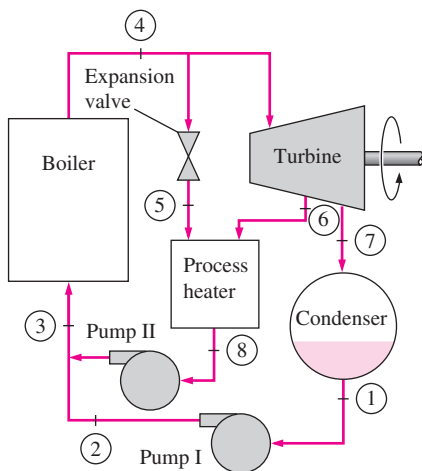 4
Expansion
valve
Boiler
Turbine
5
6
7
Process
heater
Condenser
3
Pump II
8
1
2
Pump I